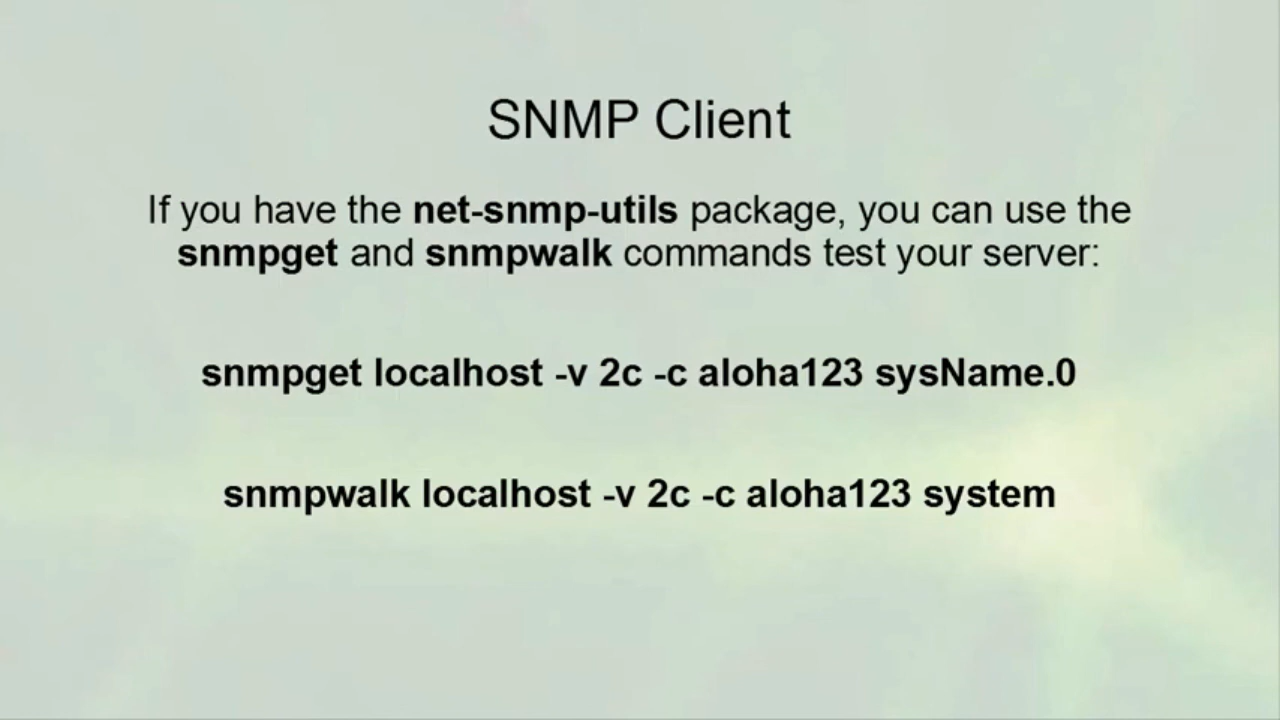 SNMP Client
If you have the net-snmp-utils package, you can use the
snmpget and snmpwalk commands test your server:
snmpget localhost -v 2c -c aloha123 sysName.0
snmpwalk localhost -v 2c -c aloha123 system